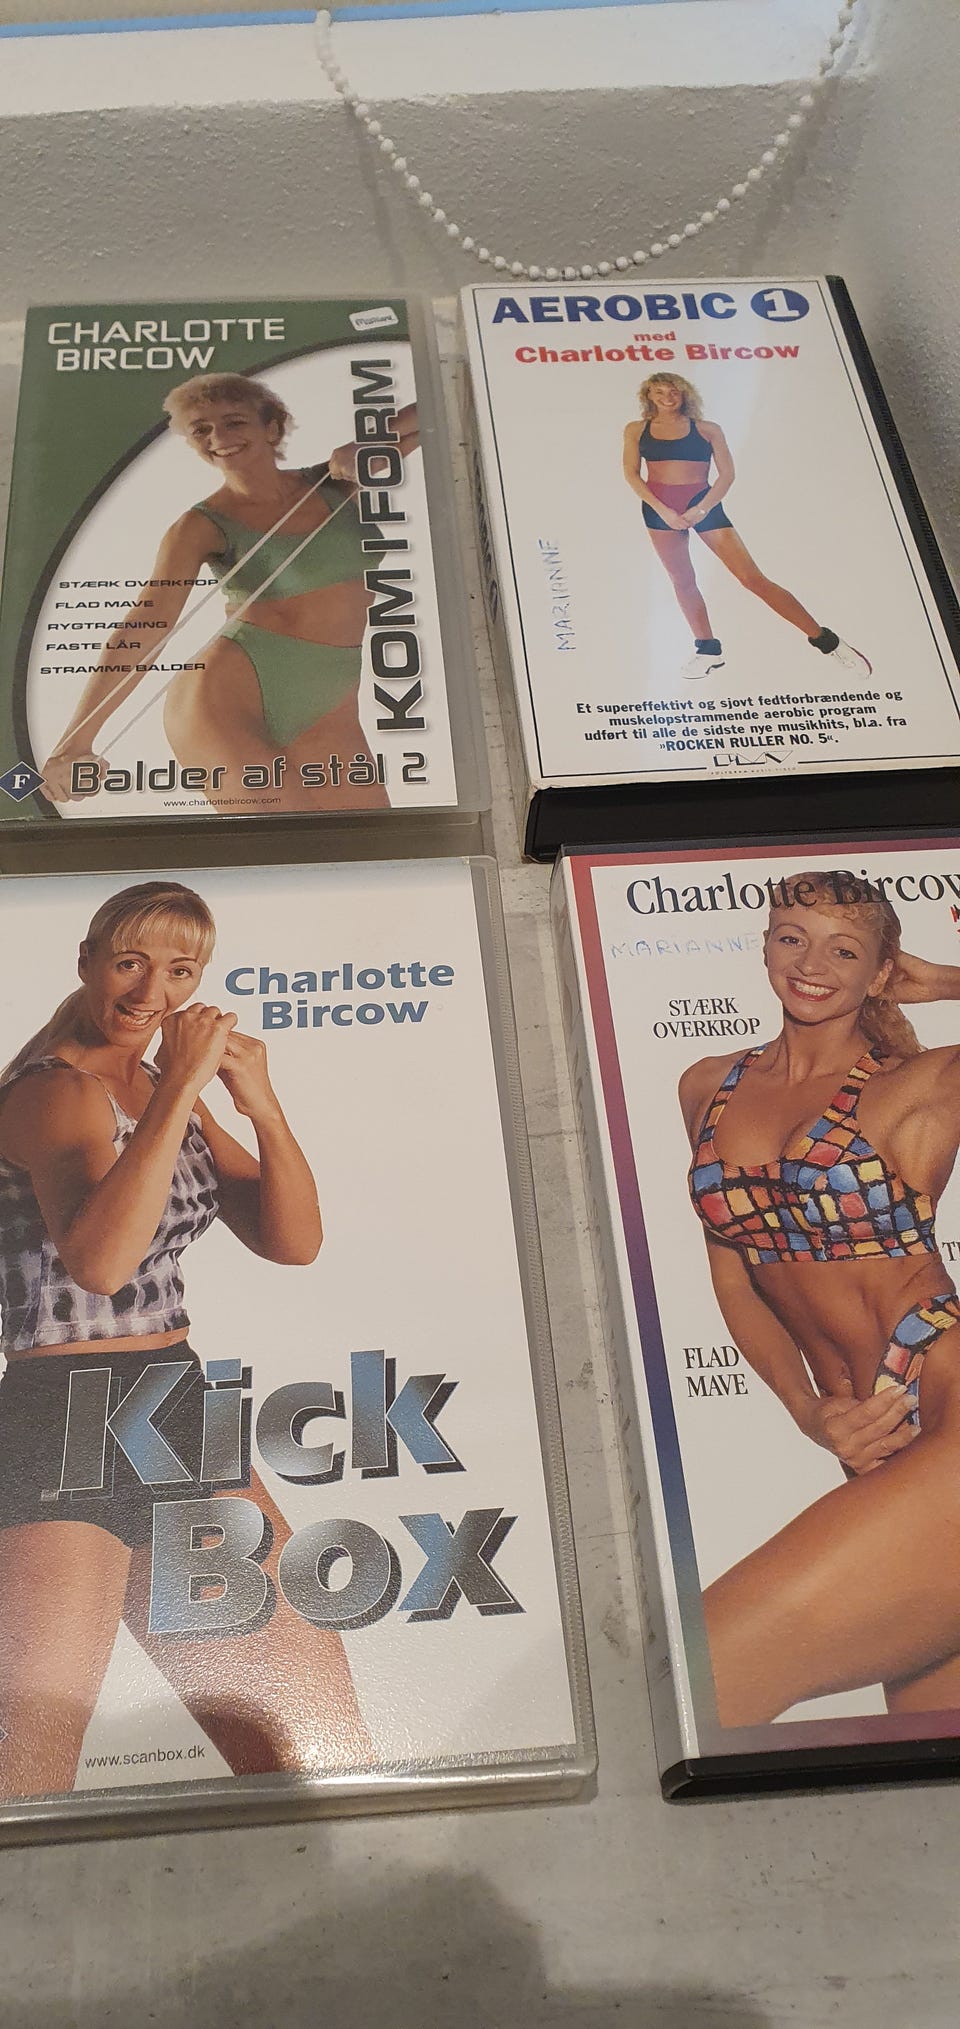 CHARLOTTE
BIRCOW
KOM I FORM
STÆRK OVERKROP
FLAD MAVE
RYGTRÆNING
FASTE LÅR
STRAMME BALDER
F
Balder af stål 2
www.charlottebircow.com
AEROBIC 1
med
Charlotte Bircow
MARIANNE
Et supereffektivt og sjovt fedtforbrændende og
muskelopstrammende aerobic program
udført til alle de sidste nye musikhits, bl.a. fra
»ROCKEN RULLER NO. 5«.
Charlotte
Bircow
Kick
Box
www.scanbox.dk
Charlotte Bircow
MARIANNE
STÆRK
OVERKROP
FLAD
MAVE